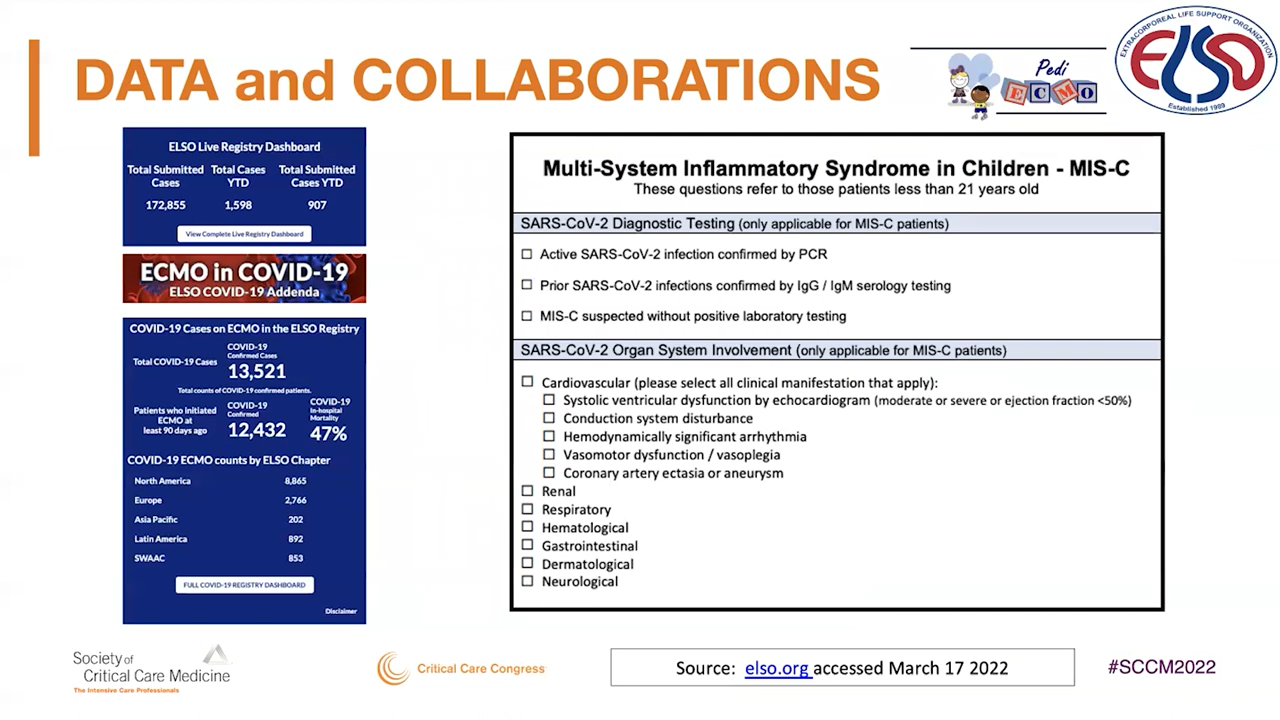 DATA and COLLABORATIONS
Pedi
ECMO
EXTRACORPOREAL LIFE SUPPORT ORGANIZATION
ELSO
Established 1989
ELSO Live Registry Dashboard
Total Submitted Cases
172,855
Total Cases YTD
1,598
Total Submitted Cases YTD
907
View Complete Live Registry Dashboard
ECMO in COVID-19
ELSO COVID-19 Addenda
COVID-19 Cases on ECMO in the ELSO Registry
Total COVID-19 Cases
COVID-19
Confirmed Cases
13,521
Total counts of COVID-19 confirmed patients.
Patients who initiated
ECMO at
least 90 days ago
COVID-19
Confirmed
12,432
COVID-19
In-hospital
Mortality
47%
COVID-19 ECMO counts by ELSO Chapter
North America 8,865
Europe 2,766
Asia Pacific 202
Latin America 892
SWAAC 853
FULL COVID-19 REGISTRY DASHBOARD
Disclaimer
Multi-System Inflammatory Syndrome in Children - MIS-C
These questions refer to those patients less than 21 years old
SARS-CoV-2 Diagnostic Testing (only applicable for MIS-C patients)
☐ Active SARS-CoV-2 infection confirmed by PCR
☐ Prior SARS-CoV-2 infections confirmed by IgG / IgM serology testing
☐ MIS-C suspected without positive laboratory testing
SARS-CoV-2 Organ System Involvement (only applicable for MIS-C patients)
☐ Cardiovascular (please select all clinical manifestation that apply):
☐ Systolic ventricular dysfunction by echocardiogram (moderate or severe or ejection fraction <50%)
☐ Conduction system disturbance
☐ Hemodynamically significant arrhythmia
☐ Vasomotor dysfunction / vasoplegia
☐ Coronary artery ectasia or aneurysm
☐ Renal
☐ Respiratory
☐ Hematological
☐ Gastrointestinal
☐ Dermatological
☐ Neurological
Society of
Critical Care Medicine
The Intensive Care Professionals
Critical Care Congress
Source: elso.org accessed March 17 2022
#SCCM2022